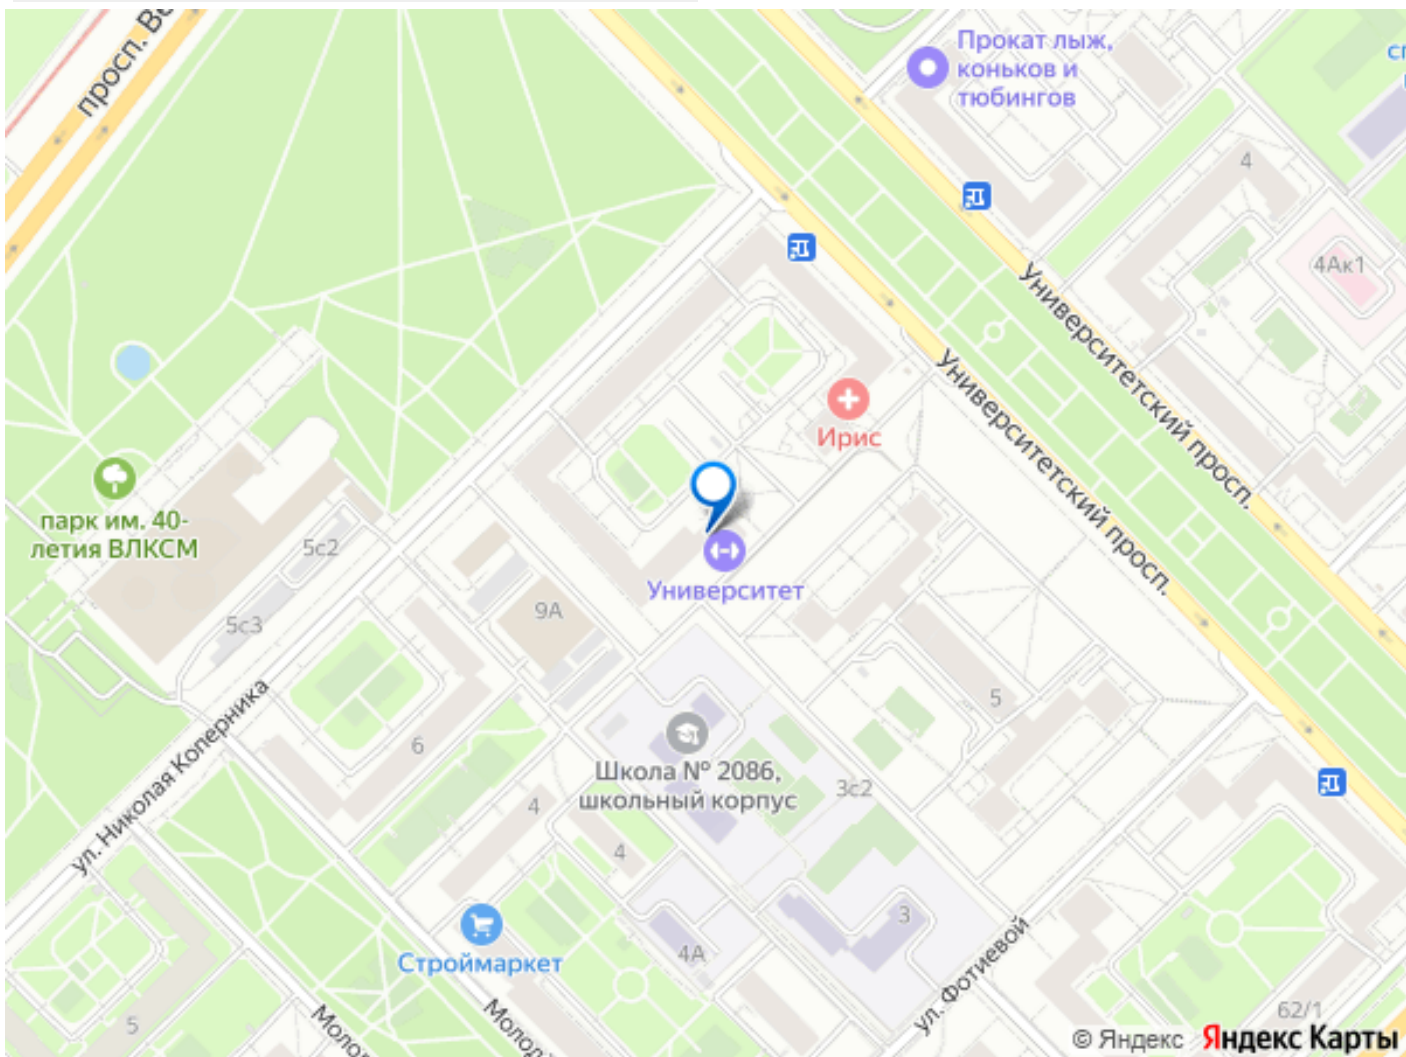 просп. Ве
Прокат лыж,
коньков и
тюбингов
4
4Ак1
Университетский просп.
Университетский просп.
Ирис
парк им. 40-
летия ВЛКСМ
5с2
5с3
Университет
9А
5
6
ул. Николая Коперника
Школа № 2086,
школьный корпус
3с2
4
4
3
4А
Строймаркет
ул. Фотиевой
5
Молод
Молод
62/1
© Яндекс Яндекс Карты